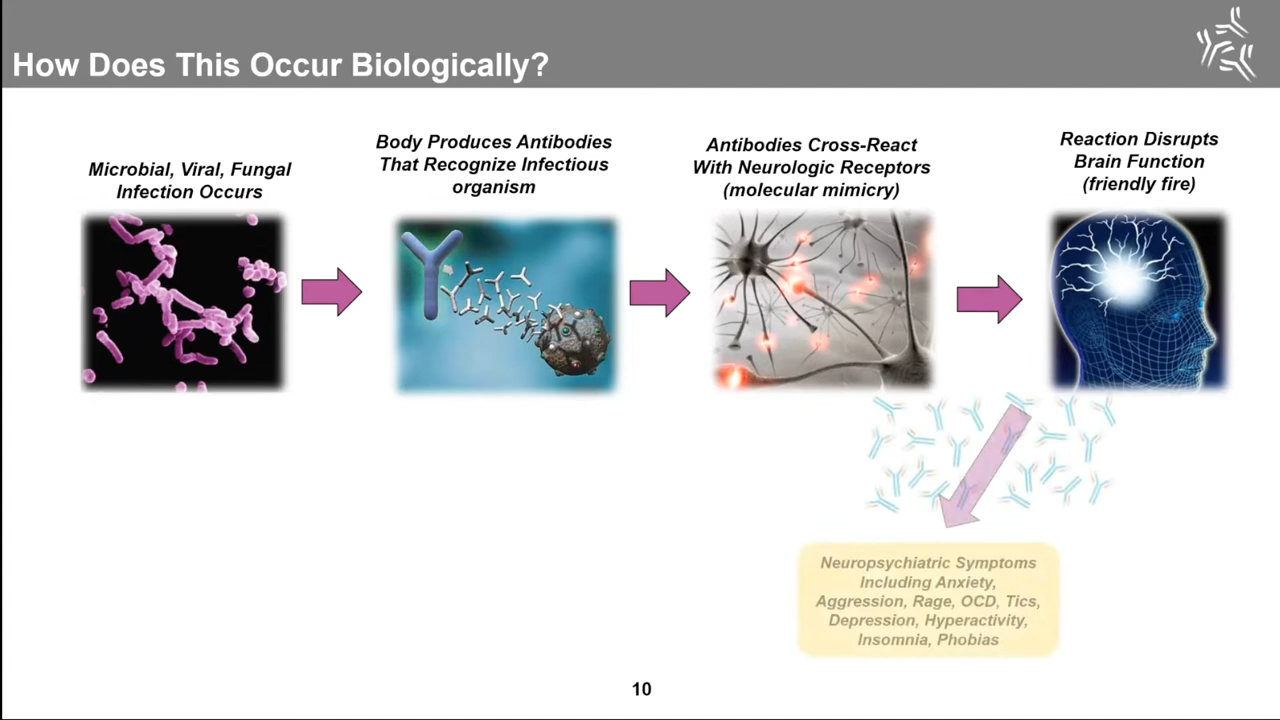 How Does This Occur Biologically?
Microbial, Viral, Fungal
Infection Occurs
Body Produces Antibodies
That Recognize Infectious
organism
Antibodies Cross-React
With Neurologic Receptors
(molecular mimicry)
Reaction Disrupts
Brain Function
(friendly fire)
Neuropsychiatric Symptoms
Including Anxiety,
Aggression, Rage, OCD, Tics,
Depression, Hyperactivity,
Insomnia, Phobias
10